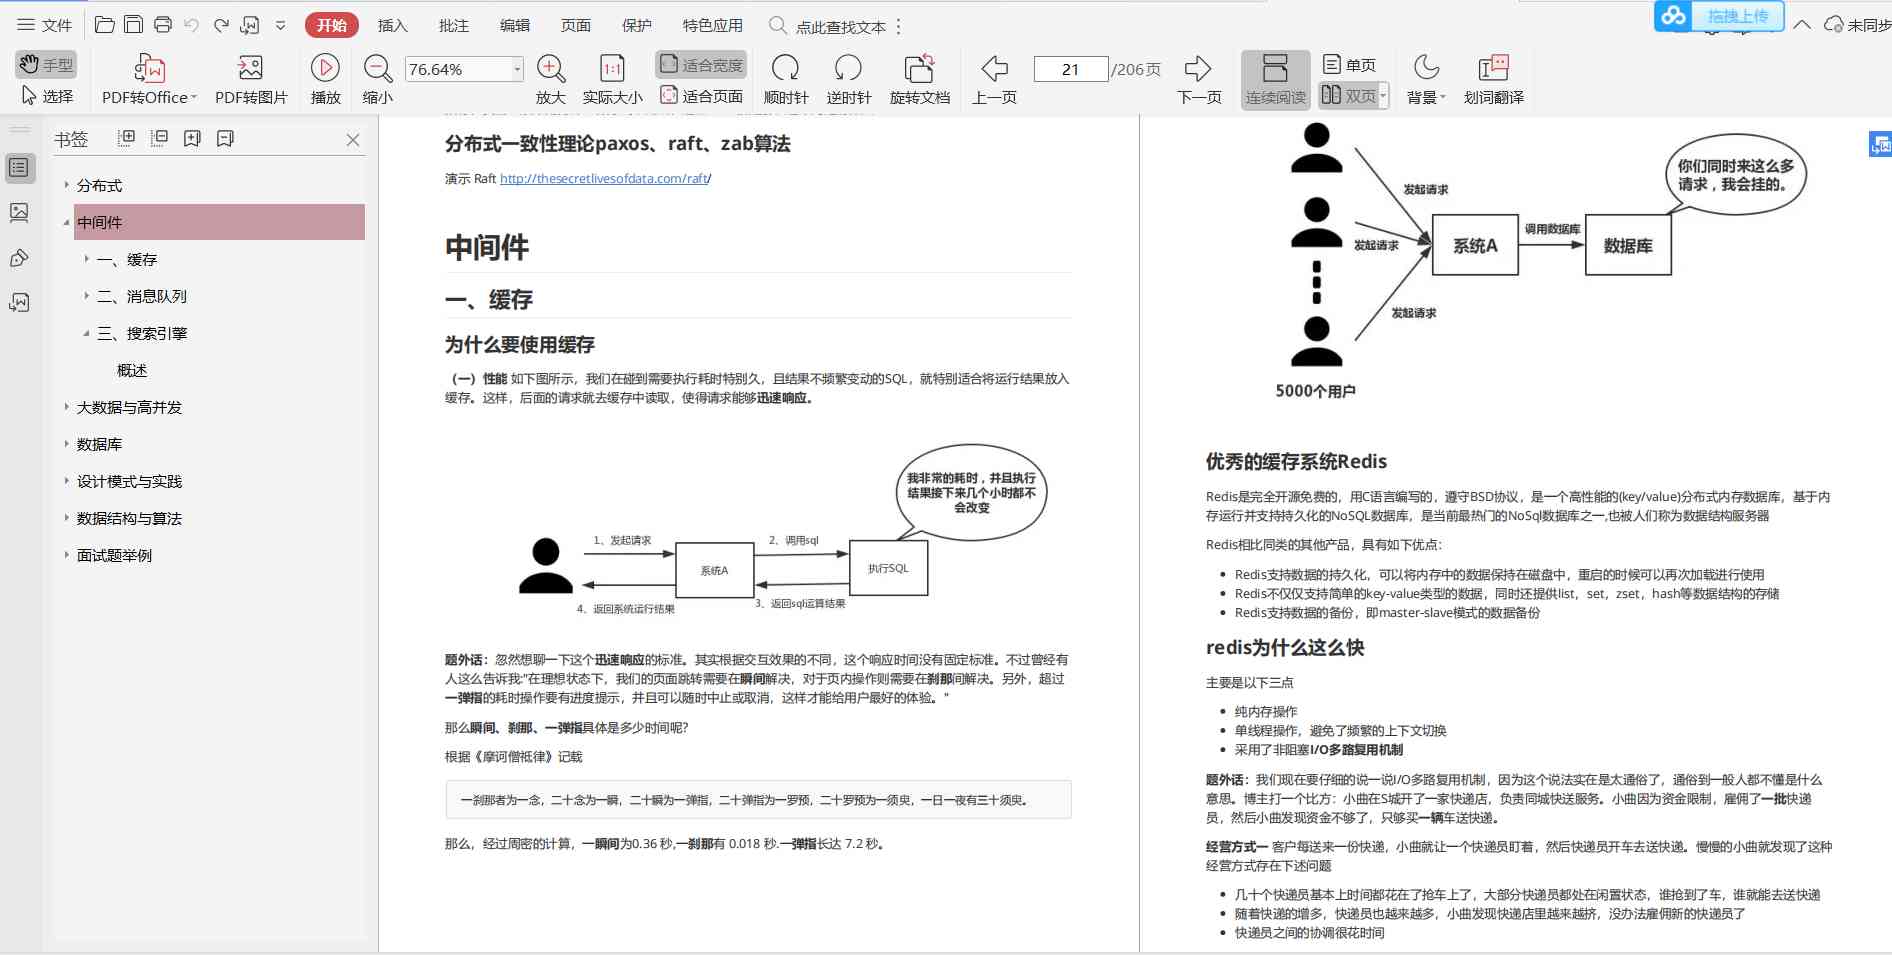 文件
开始
插入
批注
编辑
页面
保护
特色应用
点此查找文本
拖拽上传
未同步
手型
选择
PDF转Office
PDF转图片
播放
缩小
76.64%
放大
实际大小
适合宽度
适合页面
顺时针
逆时针
旋转文档
上一页
21
/206页
下一页
连续阅读
单页
双页
背景
划词翻译
书签
分布式
中间件
一、缓存
二、消息队列
三、搜索引擎
概述
大数据与高并发
数据库
设计模式与实践
数据结构与算法
面试题举例
分布式一致性理论paxos、raft、zab算法
演示 Raft http://thesecretlivesofdata.com/raft/
中间件
一、缓存
为什么要使用缓存
（一）性能 如下图所示，我们在碰到需要执行耗时特别久，且结果不频繁变动的SQL，就特别适合将运行结果放入
缓存。这样，后面的请求就去缓存中读取，使得请求能够迅速响应。
我非常的耗时，并且执行
结果接下来几个小时都不
会改变
1、发起请求
2、调用sql
系统A
执行SQL
3、返回sql运算结果
4、返回系统运行结果
题外话：忽然想聊一下这个迅速响应的标准。其实根据交互效果的不同，这个响应时间没有固定标准。不过曾经有
人这么告诉我:"在理想状态下，我们的页面跳转需要在瞬间解决，对于页内操作则需要在刹那间解决。另外，超过
一弹指的耗时操作要有进度提示，并且可以随时中止或取消，这样才能给用户最好的体验。"
那么瞬间、刹那、一弹指具体是多少时间呢?
根据《摩诃僧祗律》记载
一刹那者为一念，二十念为一瞬，二十瞬为一弹指，二十弹指为一罗预，二十罗预为一须臾，一日一夜有三十须臾。
那么，经过周密的计算，一瞬间为0.36 秒,一刹那有 0.018 秒.一弹指长达 7.2 秒。
你们同时来这么多
请求，我会挂的。
发起请求
发起请求
发起请求
系统A
调用数据库
数据库
5000个用户
优秀的缓存系统Redis
Redis是完全开源免费的，用C语言编写的，遵守BSD协议，是一个高性能的(key/value)分布式内存数据库，基于内
存运行并支持持久化的NoSQL数据库，是当前最热门的NoSql数据库之一,也被人们称为数据结构服务器
Redis相比同类的其他产品，具有如下优点：
Redis支持数据的持久化，可以将内存中的数据保持在磁盘中，重启的时候可以再次加载进行使用
Redis不仅仅支持简单的key-value类型的数据，同时还提供list，set，zset，hash等数据结构的存储
Redis支持数据的备份，即master-slave模式的数据备份
redis为什么这么快
主要是以下三点
纯内存操作
单线程操作，避免了频繁的上下文切换
采用了非阻塞I/O多路复用机制
题外话：我们现在要仔细的说一说I/O多路复用机制，因为这个说法实在是太通俗了，通俗到一般人都不懂是什么
意思。博主打一个比方：小曲在S城开了一家快递店，负责同城快送服务。小曲因为资金限制，雇佣了一批快递
员，然后小曲发现资金不够了，只够买一辆车送快递。
经营方式一 客户每送来一份快递，小曲就让一个快递员盯着，然后快递员开车去送快递。慢慢的小曲就发现了这种
经营方式存在下述问题
几十个快递员基本上时间都花在了抢车上了，大部分快递员都处在闲置状态，谁抢到了车，谁就能去送快递
随着快递的增多，快递员也越来越多，小曲发现快递店里越来越挤，没办法雇佣新的快递员了
快递员之间的协调很花时间